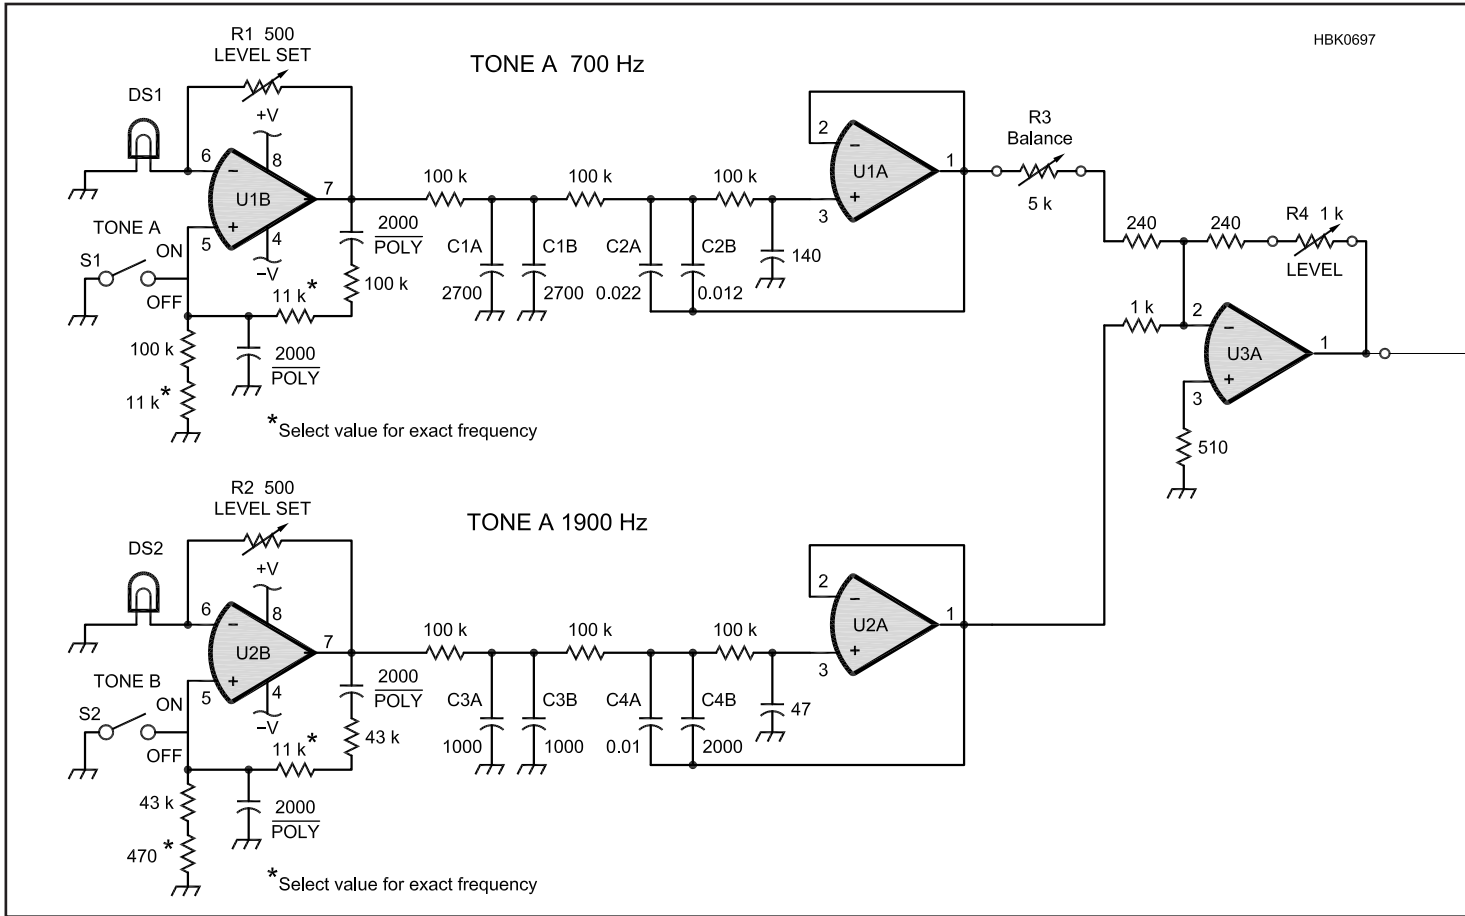 HBK0697
R1 500
LEVEL SET
TONE A 700 Hz
DS1
+V
6
8
−
U1B
7
+
5
4
−V
TONE A
ON
S1
OFF
2000
POLY
100 k
11 k*
100 k
11 k*
2000
POLY
*Select value for exact frequency
100 k
100 k
100 k
C1A
C1B
C2A
C2B
2700
2700
0.022
0.012
140
2
−
U1A
1
+
3
R3
Balance
5 k
240
240
R4 1 k
LEVEL
1 k
2
−
U3A
1
+
3
510
R2 500
LEVEL SET
TONE A 1900 Hz
DS2
+V
6
8
−
U2B
7
+
5
4
−V
TONE B
ON
S2
OFF
2000
POLY
43 k
11 k*
43 k
470*
2000
POLY
*Select value for exact frequency
100 k
100 k
100 k
C3A
C3B
C4A
C4B
1000
1000
0.01
2000
47
2
−
U2A
1
+
3